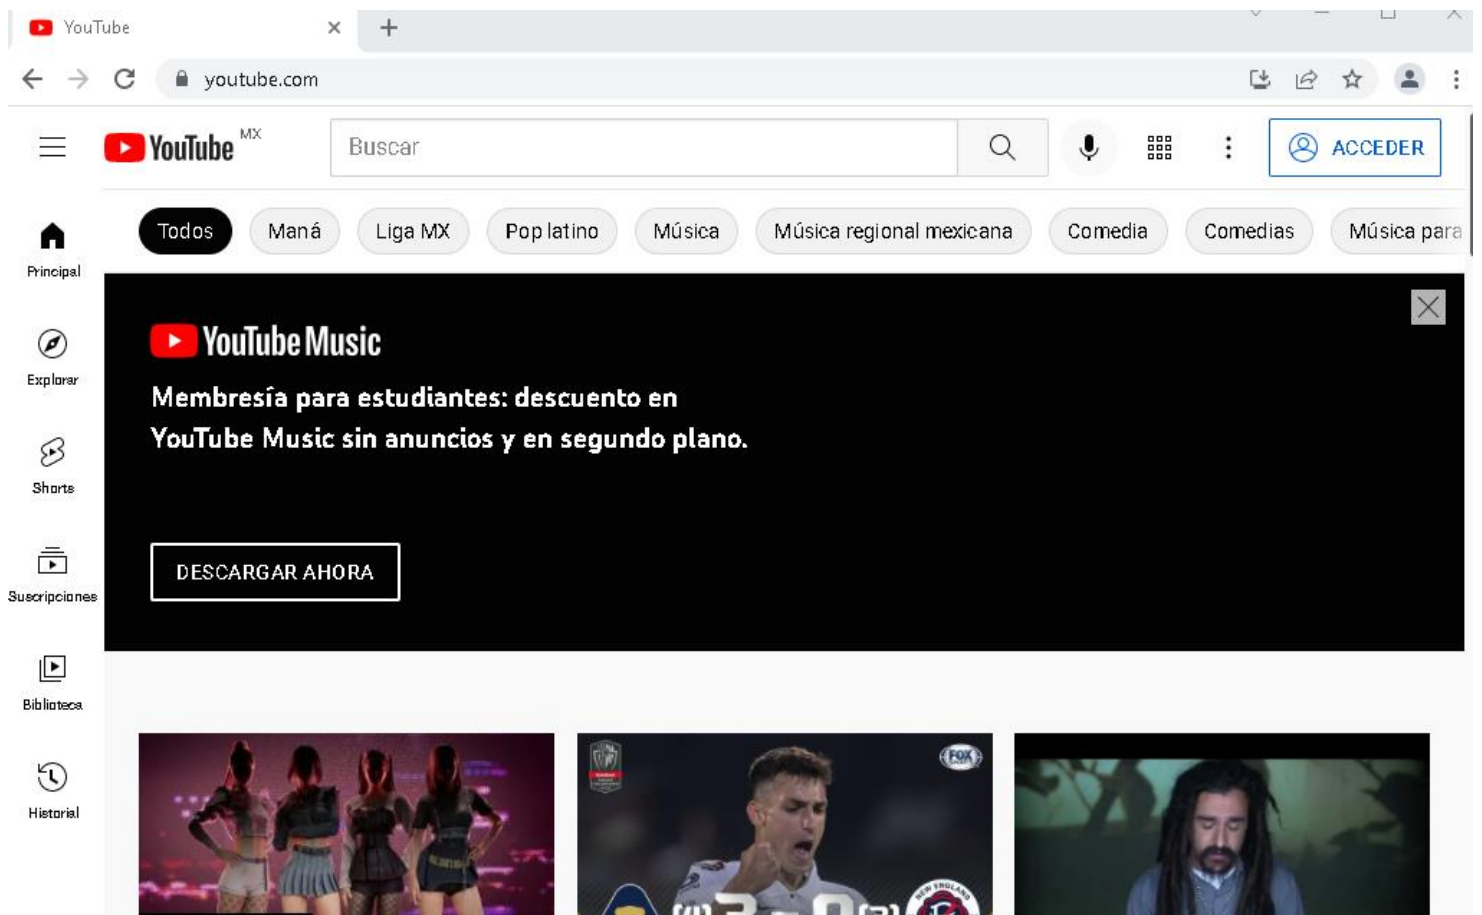 YouTube
youtube.com
YouTube MX
Buscar
ACCEDER
Todos
Maná
Liga MX
Pop latino
Música
Música regional mexicana
Comedia
Comedias
Música para
Principal
Explorar
Shorts
Suscripciones
Biblioteca
Historial
YouTube Music
Membresía para estudiantes: descuento en
YouTube Music sin anuncios y en segundo plano.
DESCARGAR AHORA
FOX
NEW ENGLAND